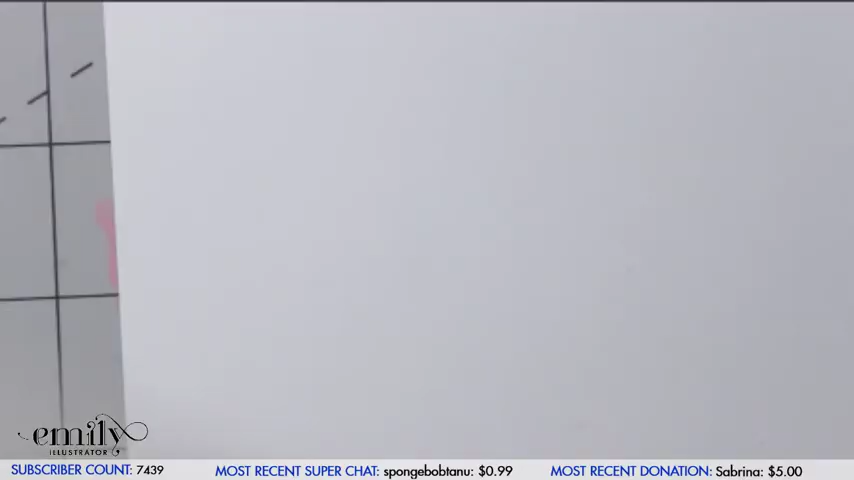 emily
ILLUSTRATOR
SUBSCRIBER COUNT: 7439 MOST RECENT SUPER CHAT: spongebobtanu: $0.99 MOST RECENT DONATION: Sabrina: $5.00